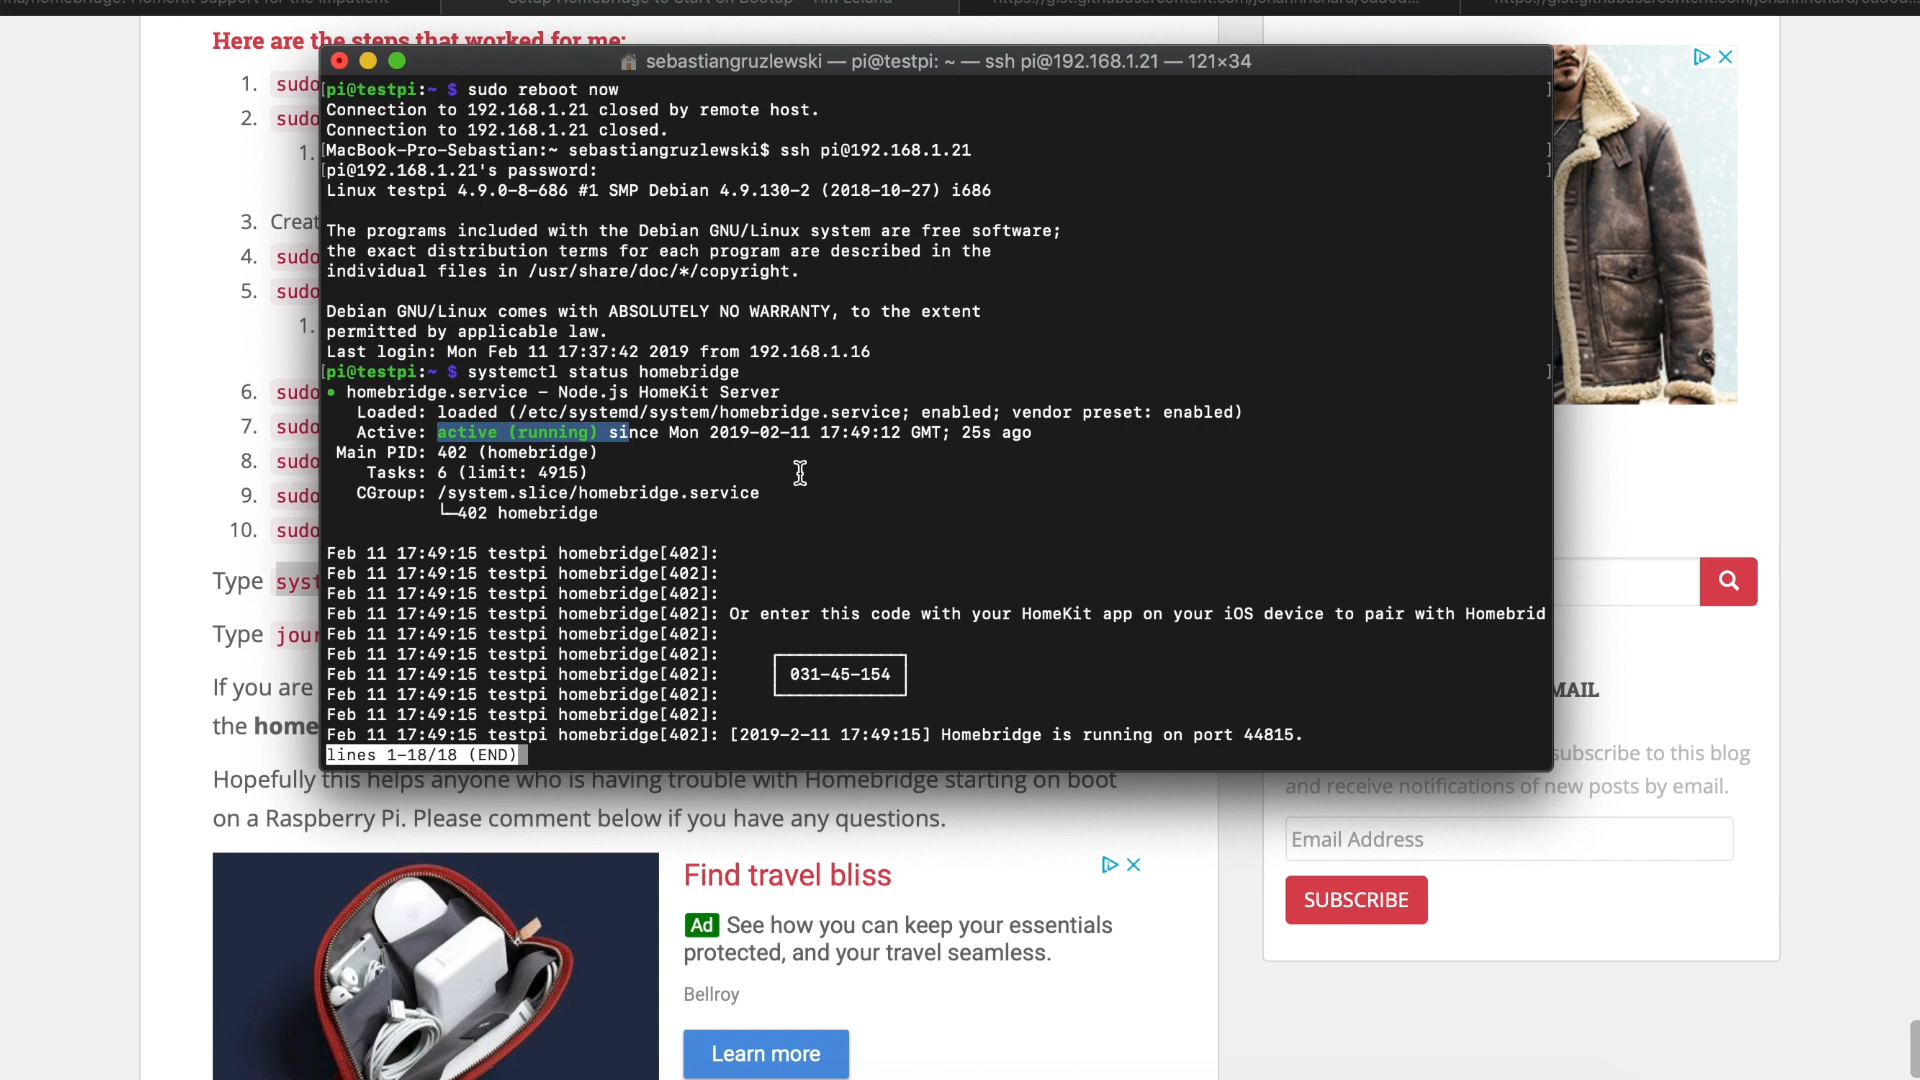 Here are the steps that worked for me:
1. sudo
2. sudo
1.
3. Creat
4. sudo
5. sudo
1.
6. sudo
7. sudo
8. sudo
9. sudo
10. sudo
Type syst
Type jour
If you are
the home
Hopefully this helps anyone who is having trouble with Homebridge starting on boot
on a Raspberry Pi. Please comment below if you have any questions.
sebastiangruzlewski — pi@testpi: ~ — ssh pi@192.168.1.21 — 121×34
[pi@testpi:~ $ sudo reboot now ]
Connection to 192.168.1.21 closed by remote host.
Connection to 192.168.1.21 closed.
[MacBook-Pro-Sebastian:~ sebastiangruzlewski$ ssh pi@192.168.1.21 ]
[pi@192.168.1.21's password: ]
Linux testpi 4.9.0-8-686 #1 SMP Debian 4.9.130-2 (2018-10-27) i686
The programs included with the Debian GNU/Linux system are free software;
the exact distribution terms for each program are described in the
individual files in /usr/share/doc/*/copyright.
Debian GNU/Linux comes with ABSOLUTELY NO WARRANTY, to the extent
permitted by applicable law.
Last login: Mon Feb 11 17:37:42 2019 from 192.168.1.16
[pi@testpi:~ $ systemctl status homebridge ]
● homebridge.service - Node.js HomeKit Server
Loaded: loaded (/etc/systemd/system/homebridge.service; enabled; vendor preset: enabled)
Active: active (running) since Mon 2019-02-11 17:49:12 GMT; 25s ago
Main PID: 402 (homebridge)
Tasks: 6 (limit: 4915)
CGroup: /system.slice/homebridge.service
└─402 homebridge
Feb 11 17:49:15 testpi homebridge[402]:
Feb 11 17:49:15 testpi homebridge[402]:
Feb 11 17:49:15 testpi homebridge[402]:
Feb 11 17:49:15 testpi homebridge[402]: Or enter this code with your HomeKit app on your iOS device to pair with Homebrid
Feb 11 17:49:15 testpi homebridge[402]:
Feb 11 17:49:15 testpi homebridge[402]:
Feb 11 17:49:15 testpi homebridge[402]: 031-45-154
Feb 11 17:49:15 testpi homebridge[402]:
Feb 11 17:49:15 testpi homebridge[402]:
Feb 11 17:49:15 testpi homebridge[402]: [2019-2-11 17:49:15] Homebridge is running on port 44815.
lines 1-18/18 (END)
Find travel bliss
Ad See how you can keep your essentials
protected, and your travel seamless.
Bellroy
Learn more
MAIL
subscribe to this blog
and receive notifications of new posts by email.
Email Address
SUBSCRIBE